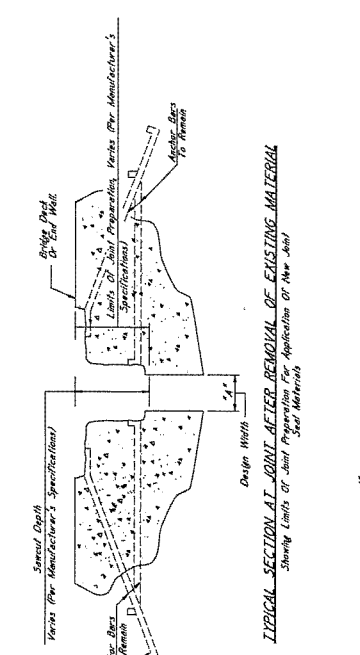 Sawcut Depth
Varies (Per Manufacturer's Specifications)
Bridge Deck
Or End Wall
Limits Of Joint Preparation, Varies (Per Manufacturer's
Specifications)
Bars
Remain
Anchor Bars
To Remain
"A"
Design Width
TYPICAL SECTION AT JOINT AFTER REMOVAL OF EXISTING MATERIAL
Showing Limits Of Joint Preparation For Application Of New Joint
Seal Materials